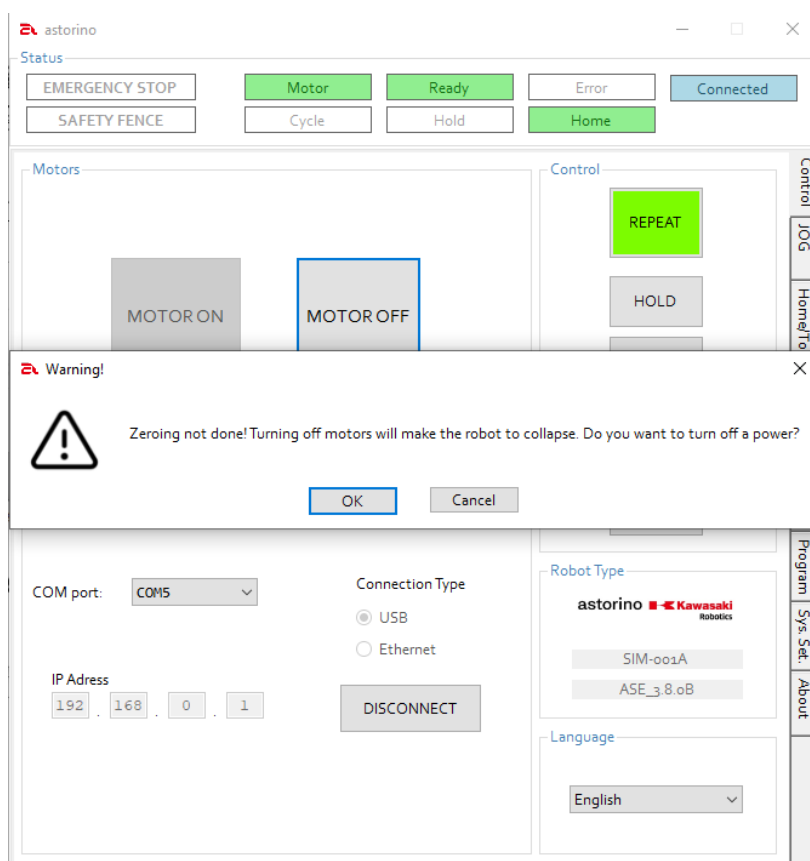 astorino
Status
EMERGENCY STOP
Motor
Ready
Error
Connected
SAFETY FENCE
Cycle
Hold
Home
Motors
Control
MOTOR ON
MOTOR OFF
REPEAT
HOLD
Control
JOG
Home/To
Warning!
Zeroing not done! Turning off motors will make the robot to collapse. Do you want to turn off a power?
OK
Cancel
COM port:
COM5
Connection Type
USB
Ethernet
IP Adress
192 . 168 . 0 . 1
DISCONNECT
Robot Type
astorino Kawasaki
Robotics
SIM-001A
ASE_3.8.0B
Language
English
Program
Sys. Set.
About